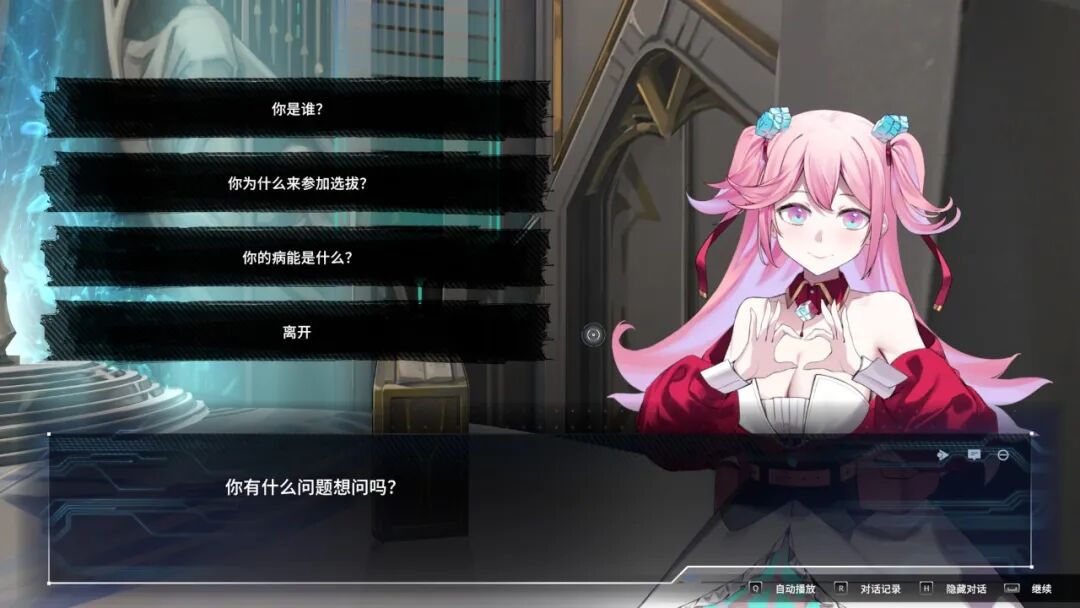 你是谁？
你为什么来参加选拔？
你的病能是什么？
离开
你有什么问题想问吗？
Q 自动播放 R 对话记录 H 隐藏对话 继续